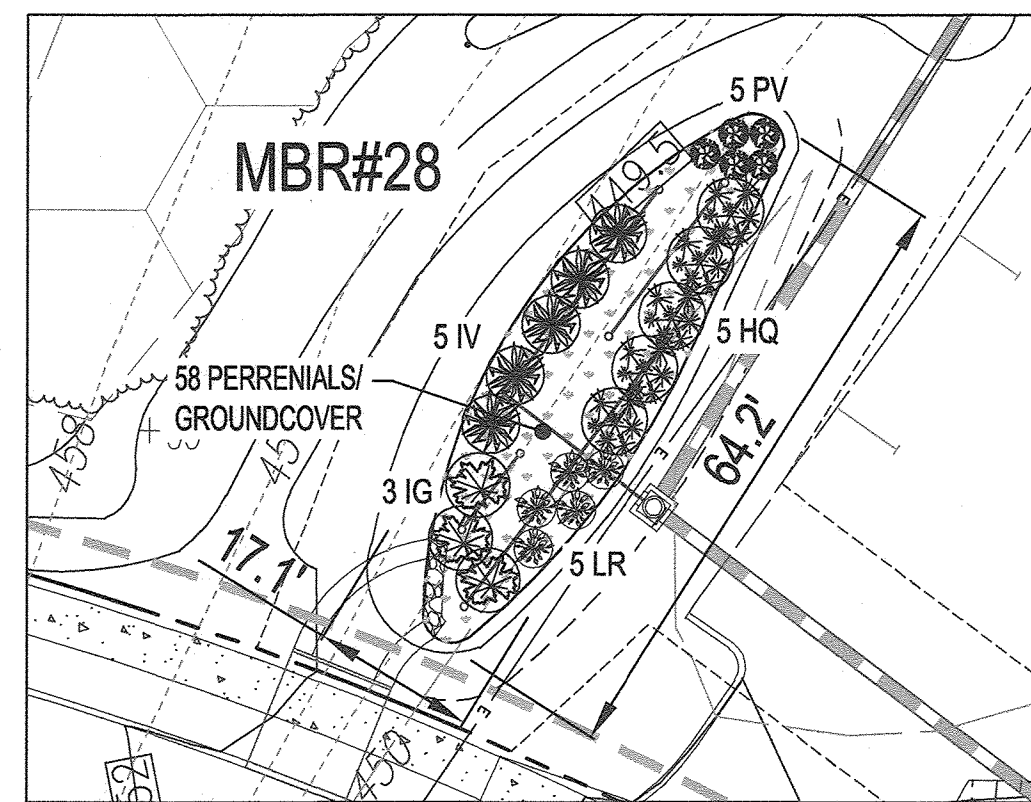 5 PV
MBR#28
449.5
5 IV
5 HQ
58 PERRENIALS/
GROUNDCOVER
458
45
64.2'
3 IG
17.1'
5 LR
E
E
E
450